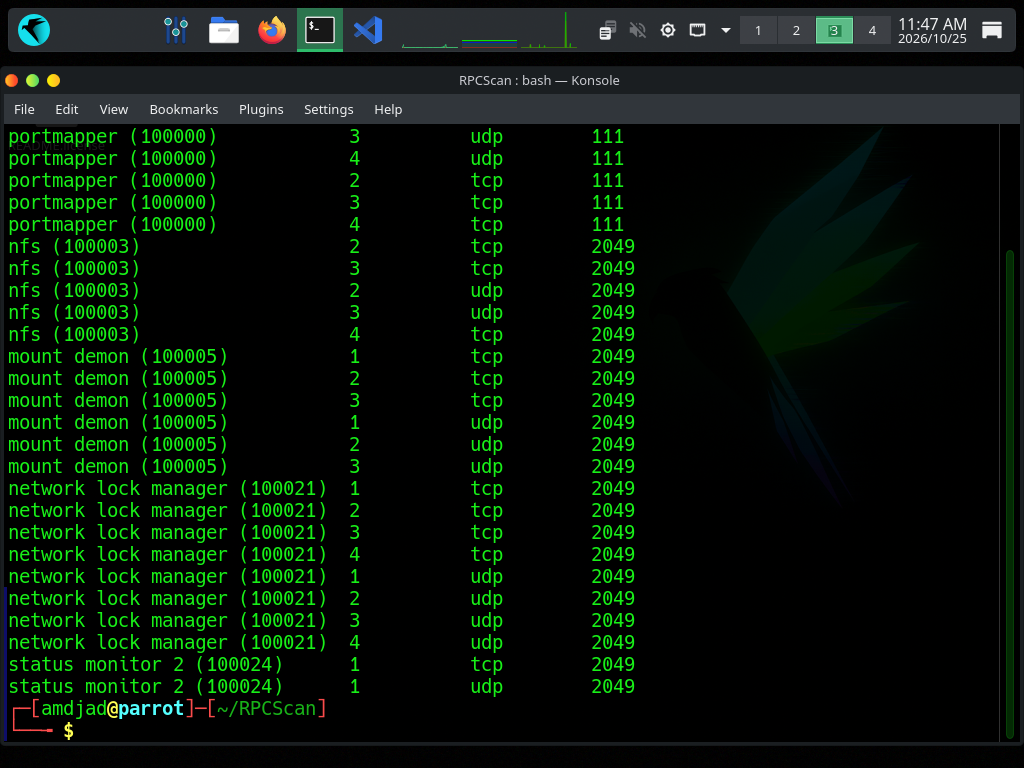 1 2 3 4 11:47 AM
2026/10/25
RPCScan : bash — Konsole
File Edit View Bookmarks Plugins Settings Help
portmapper (100000) 3 udp 111
portmapper (100000) 4 udp 111
portmapper (100000) 2 tcp 111
portmapper (100000) 3 tcp 111
portmapper (100000) 4 tcp 111
nfs (100003) 2 tcp 2049
nfs (100003) 3 tcp 2049
nfs (100003) 2 udp 2049
nfs (100003) 3 udp 2049
nfs (100003) 4 tcp 2049
mount demon (100005) 1 tcp 2049
mount demon (100005) 2 tcp 2049
mount demon (100005) 3 tcp 2049
mount demon (100005) 1 udp 2049
mount demon (100005) 2 udp 2049
mount demon (100005) 3 udp 2049
network lock manager (100021) 1 tcp 2049
network lock manager (100021) 2 tcp 2049
network lock manager (100021) 3 tcp 2049
network lock manager (100021) 4 tcp 2049
network lock manager (100021) 1 udp 2049
network lock manager (100021) 2 udp 2049
network lock manager (100021) 3 udp 2049
network lock manager (100021) 4 udp 2049
status monitor 2 (100024) 1 tcp 2049
status monitor 2 (100024) 1 udp 2049
┌─[amdjad@parrot]─[~/RPCScan]
└──╼ $